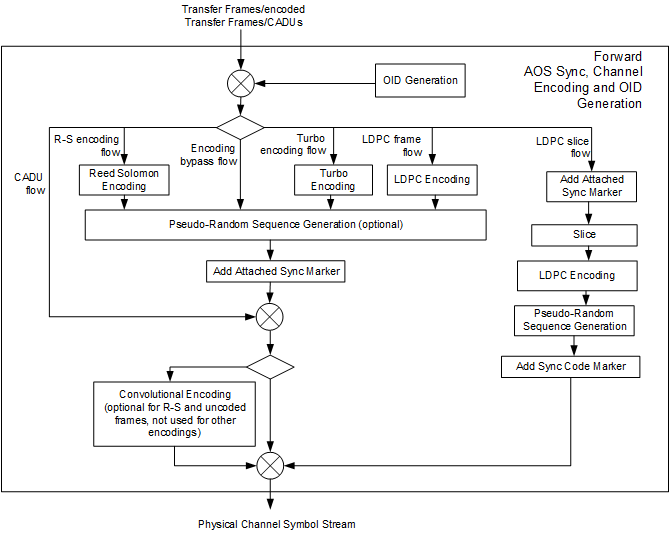 Transfer Frames/encoded
Transfer Frames/CADUs
Forward
AOS Sync, Channel
Encoding and OID
Generation
OID Generation
R-S encoding
flow
Encoding
bypass flow
Turbo
encoding flow
LDPC frame
flow
LDPC slice
flow
CADU
flow
Reed Solomon
Encoding
Turbo
Encoding
LDPC Encoding
Add Attached
Sync Marker
Pseudo-Random Sequence Generation (optional)
Slice
Add Attached Sync Marker
LDPC Encoding
Pseudo-Random
Sequence Generation
Add Sync Code Marker
Convolutional Encoding
(optional for R-S and uncoded
frames, not used for other
encodings)
Physical Channel Symbol Stream